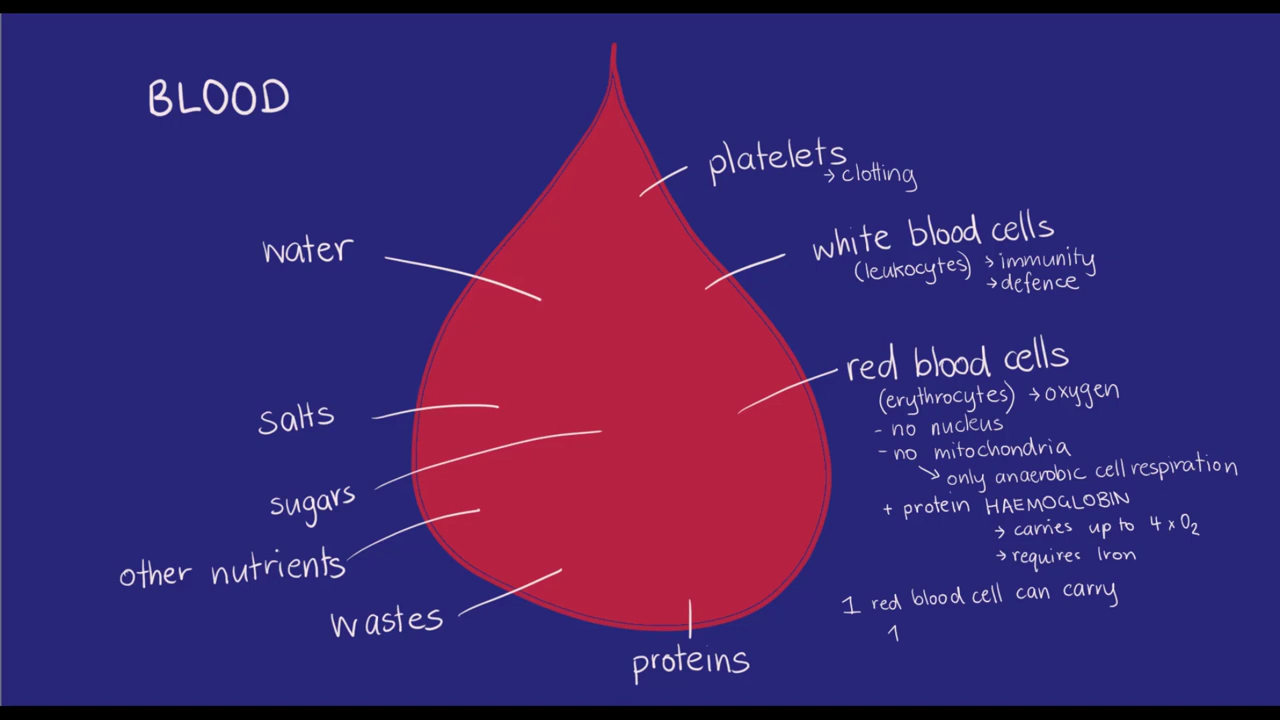 BLOOD
platelets
→ clotting
water
white blood cells
(leukocytes) → immunity
→ defence
red blood cells
(erythrocytes) → oxygen
- no nucleus
- no mitochondria
↘ only anaerobic cell respiration
+ protein HAEMOGLOBIN
→ carries up to 4 x O₂
→ requires Iron
1 red blood cell can carry
1
salts
sugars
other nutrients
wastes
proteins